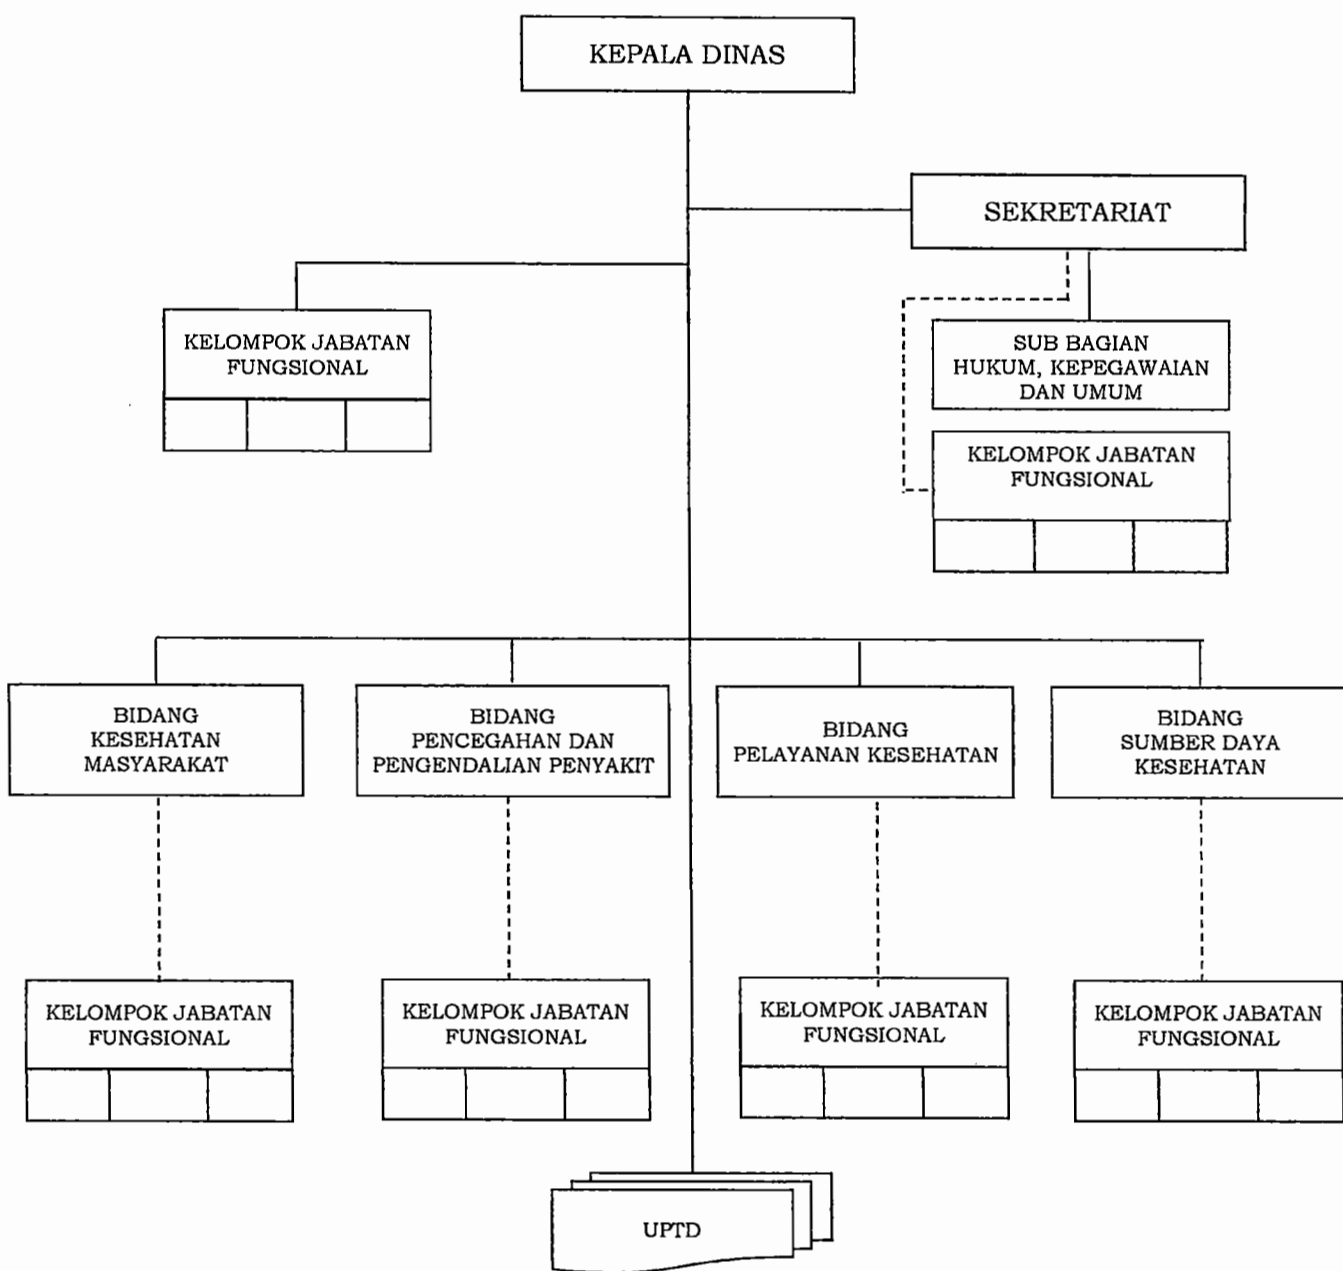 KEPALA DINAS
SEKRETARIAT
KELOMPOK JABATAN
FUNGSIONAL
SUB BAGIAN
HUKUM, KEPEGAWAIAN
DAN UMUM
KELOMPOK JABATAN
FUNGSIONAL
BIDANG
KESEHATAN
MASYARAKAT
BIDANG
PENCEGAHAN DAN
PENGENDALIAN PENYAKIT
BIDANG
PELAYANAN KESEHATAN
BIDANG
SUMBER DAYA
KESEHATAN
KELOMPOK JABATAN
FUNGSIONAL
KELOMPOK JABATAN
FUNGSIONAL
KELOMPOK JABATAN
FUNGSIONAL
KELOMPOK JABATAN
FUNGSIONAL
UPTD